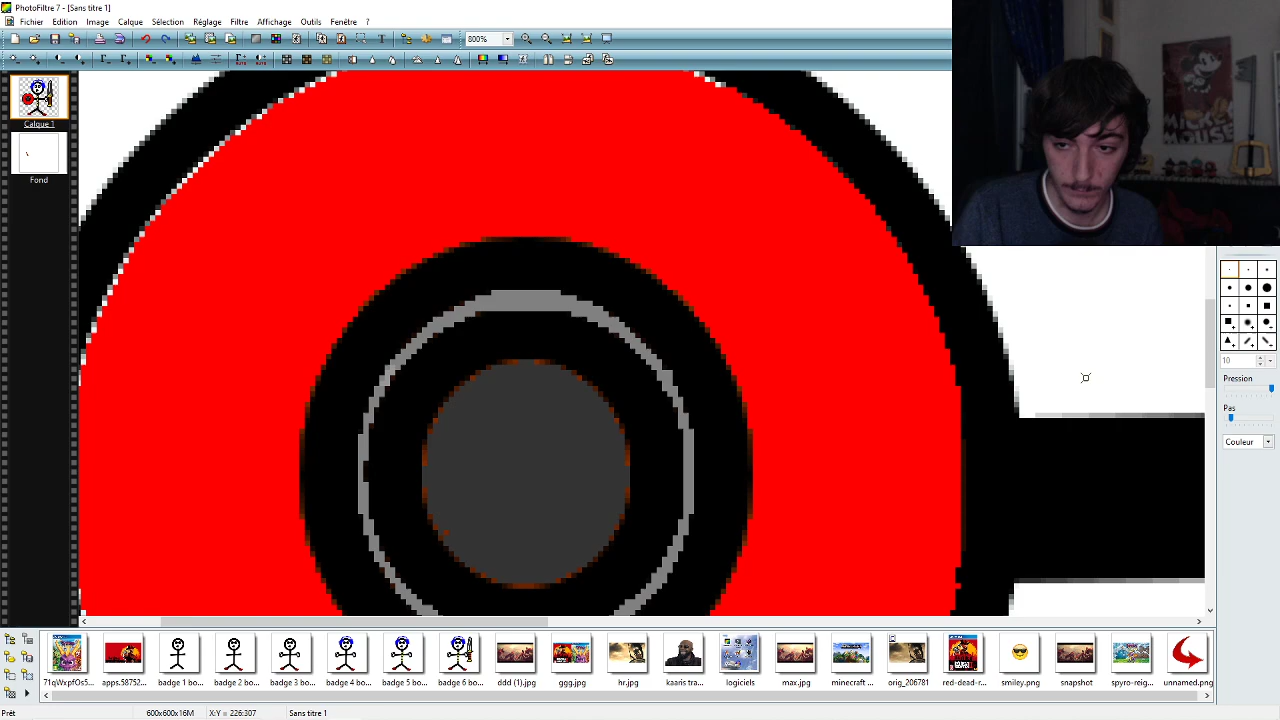 PhotoFiltre 7 - [Sans titre 1]
Fichier Edition Image Calque Sélection Réglage Filtre Affichage Outils Fenêtre ?
800%
Calque 1
Fond
MICKEY
MOUSE
10
Pression
Pas
Couleur
71qWxpfOs5... apps.58752... badge 1 bo... badge 2 bo... badge 3 bo... badge 4 bo... badge 5 bo... badge 6 bo... ddd (1).jpg ggg.jpg hr.jpg kaaris tra... logiciels max.jpg minecraft ... orig_206781 red-dead-r... smiley.png snapshot spyro-reig... unnamed.png
Prêt 600x600x16M X:Y = 226:307 Sans titre 1